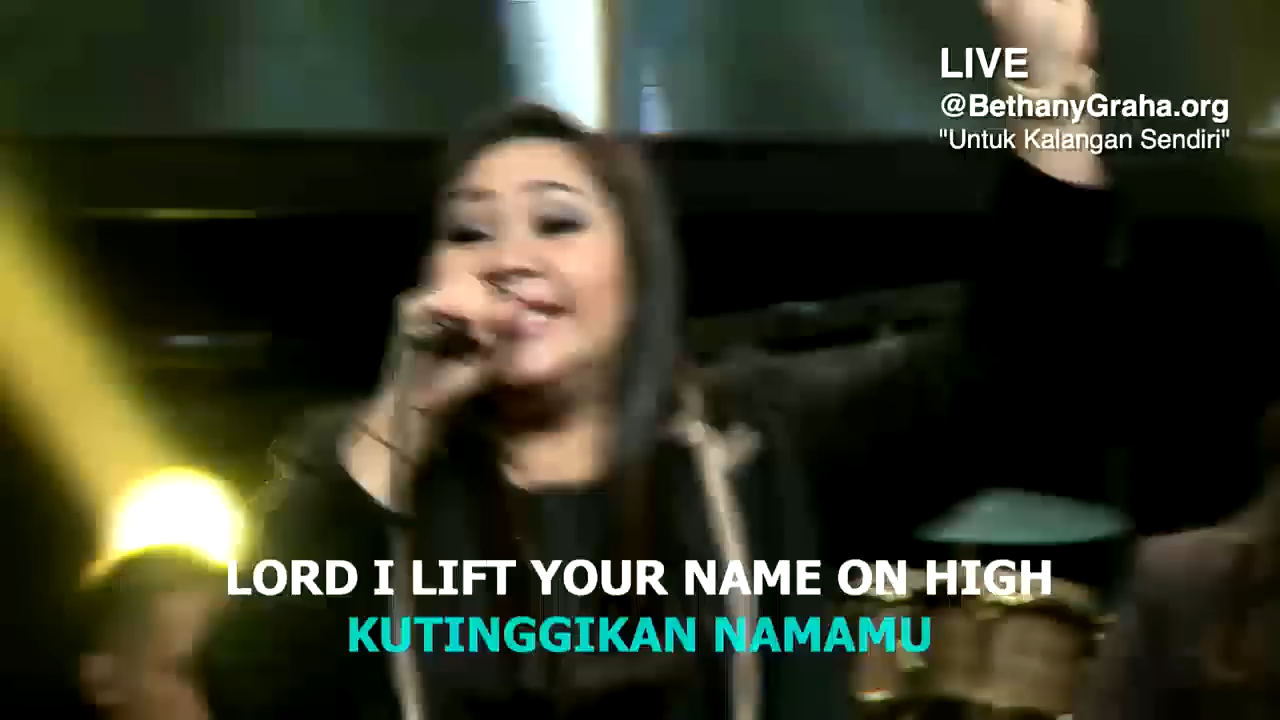 LIVE
@BethanyGraha.org
"Untuk Kalangan Sendiri"
LORD I LIFT YOUR NAME ON HIGH
KUTINGGIKAN NAMAMU